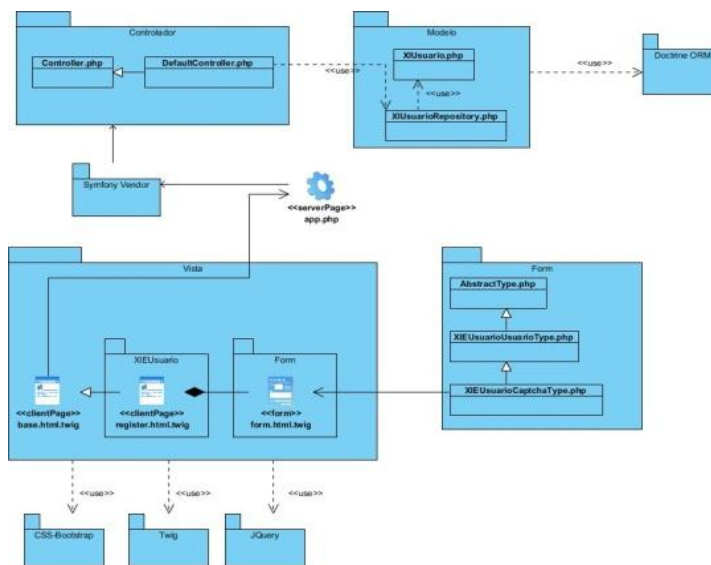 Controlador
Controller.php
DefaultController.php
<<use>>
Modelo
XIUsuario.php
<<use>>
XIUsuarioRepository.php
Doctrine ORM
Symfony Vendor
<<serverPage>>
app.php
Vista
XIEUsuario
Form
<<clientPage>>
base.html.twig
<<clientPage>>
register.html.twig
<<form>>
form.html.twig
Form
AbstractType.php
XIEUsuarioUsuarioType.php
XIEUsuarioCaptchaType.php
<<use>>
<<use>>
<<use>>
<<use>>
CSS-Bootstrap
Twig
JQuery